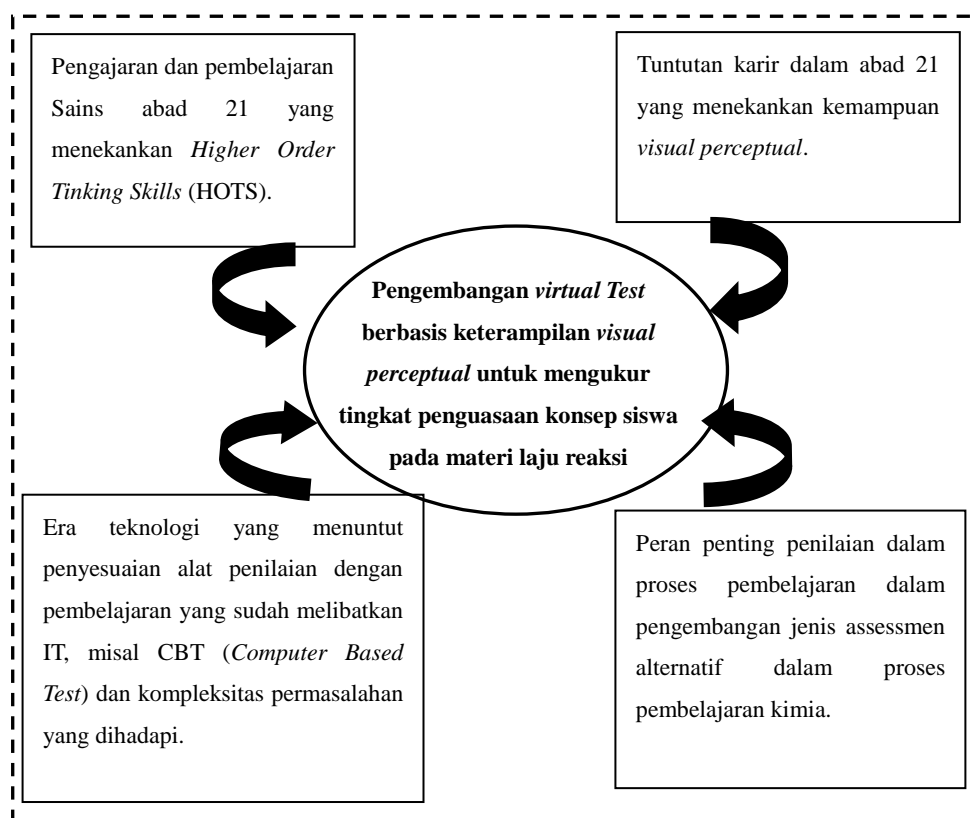 Pengajaran dan pembelajaran
Sains abad 21 yang
menekankan Higher Order
Tinking Skills (HOTS).
Tuntutan karir dalam abad 21
yang menekankan kemampuan
visual perceptual.
Pengembangan virtual Test
berbasis keterampilan visual
perceptual untuk mengukur
tingkat penguasaan konsep siswa
pada materi laju reaksi
Era teknologi yang menuntut
penyesuaian alat penilaian dengan
pembelajaran yang sudah melibatkan
IT, misal CBT (Computer Based
Test) dan kompleksitas permasalahan
yang dihadapi.
Peran penting penilaian dalam
proses pembelajaran dalam
pengembangan jenis assessmen
alternatif dalam proses
pembelajaran kimia.